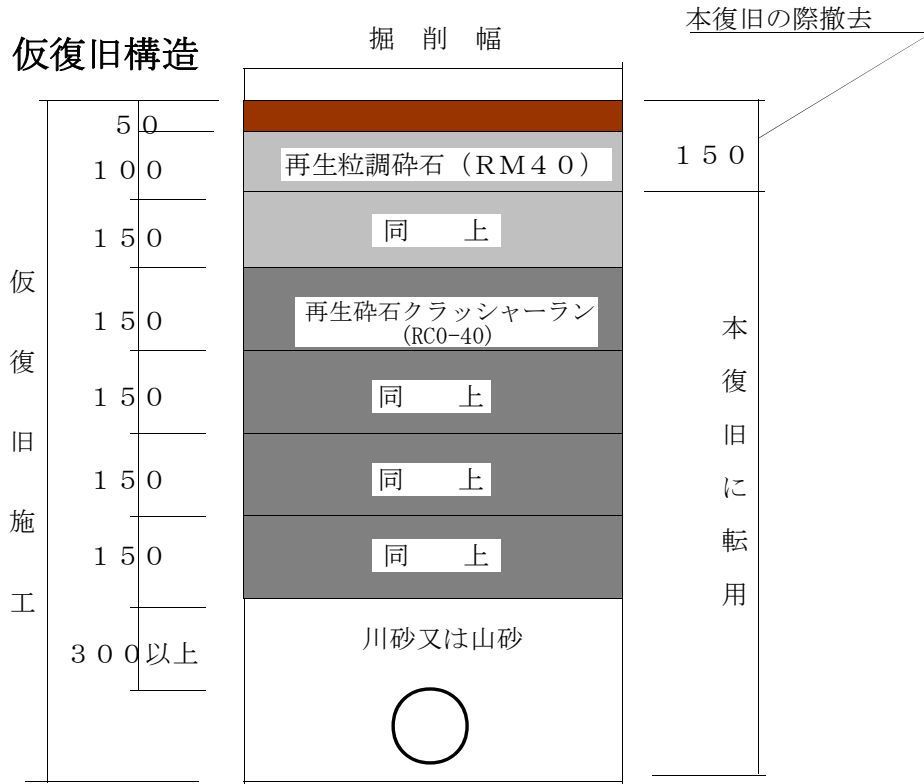 本復旧の際撤去
仮復旧構造
掘 削 幅
50
100
再生粒調砕石（RM40）
150
150
同　上
150
再生砕石クラッシャーラン
(RC0-40)
150
同　上
150
同　上
150
同　上
300以上
川砂又は山砂
仮復旧施工
本復旧に転用